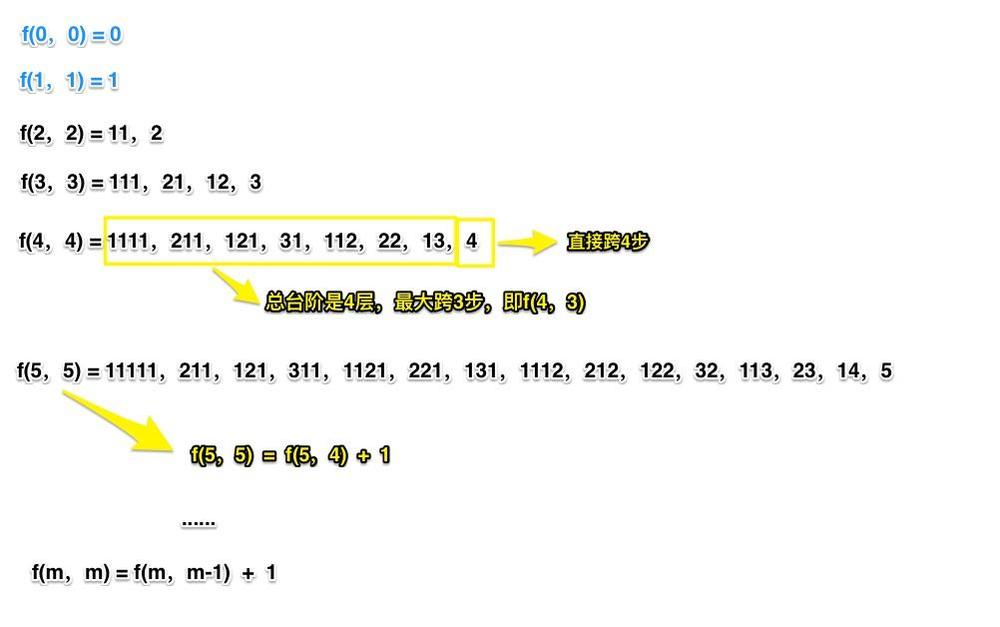 f(0, 0) = 0
f(1, 1) = 1
f(2, 2) = 11, 2
f(3, 3) = 111, 21, 12, 3
f(4, 4) = 1111, 211, 121, 31, 112, 22, 13, 4 直接跨4步
总台阶是4层，最大跨3步，即f(4, 3)
f(5, 5) = 11111, 211, 121, 311, 1121, 221, 131, 1112, 212, 122, 32, 113, 23, 14, 5
f(5, 5) = f(5, 4) + 1
......
f(m, m) = f(m, m-1) + 1